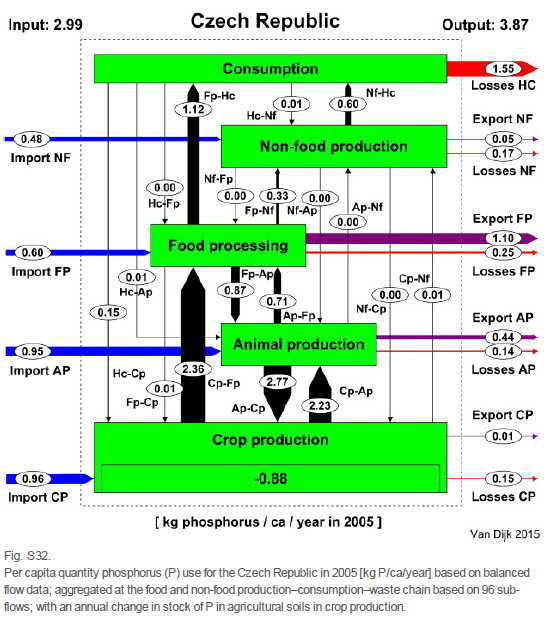 Input: 2.99
Czech Republic
Output: 3.87
Consumption
1.55
Losses HC
Fp-Hc
1.12
Hc-Nf
0.01
Nf-Hc
0.60
Export NF
0.05
0.17
Losses NF
0.48
Import NF
Non-food production
Hc-Fp
0.00
Nf-Fp
0.00
Fp-Nf
0.33
Nf-Ap
0.00
Ap-Nf
0.00
Export FP
1.10
0.25
Losses FP
0.60
Import FP
Food processing
Hc-Ap
0.01
Fp-Ap
0.87
Ap-Fp
0.71
Cp-Nf
0.01
Nf-Cp
0.00
0.15
Export AP
0.44
0.14
Losses AP
0.95
Import AP
Animal production
Hc-Cp
Fp-Cp
0.01
Cp-Fp
2.36
Ap-Cp
2.77
Cp-Ap
2.23
Export CP
0.01
0.15
Losses CP
0.96
Import CP
Crop production
-0.88
[ kg phosphorus / ca / year in 2005 ]
Van Dijk 2015
Fig. S32.
Per capita quantity phosphorus (P) use for the Czech Republic in 2005 [kg P/ca/year] based on balanced
flow data; aggregated at the food and non-food production–consumption–waste chain based on 96 sub-
flows; with an annual change in stock of P in agricultural soils in crop production.